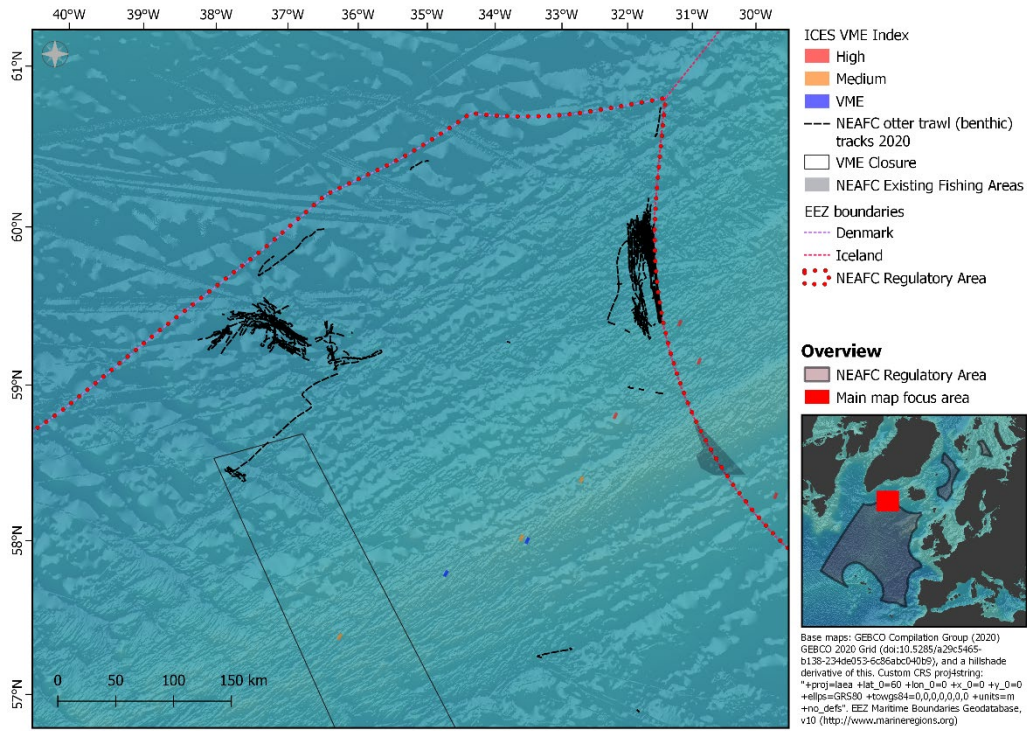 40°W 39°W 38°W 37°W 36°W 35°W 34°W 33°W 32°W 31°W 30°W
61°N
60°N
59°N
58°N
57°N
0 50 100 150 km
ICES VME Index
High
Medium
VME
NEAFC otter trawl (benthic)
tracks 2020
VME Closure
NEAFC Existing Fishing Areas
EEZ boundaries
Denmark
Iceland
NEAFC Regulatory Area
Overview
NEAFC Regulatory Area
Main map focus area
Base maps: GEBCO Compilation Group (2020)
GEBCO 2020 Grid (doi:10.5285/a29c5465-
b138-234de053-6c86abc040b9), and a hillshade
derivative of this. Custom CRS proj4string:
"+proj=laea +lat_0=60 +lon_0=0 +x_0=0 +y_0=0
+ellps=GRS80 +towgs84=0,0,0,0,0,0,0 +units=m
+no_defs". EEZ Maritime Boundaries Geodatabase,
v10 (http://www.marineregions.org)